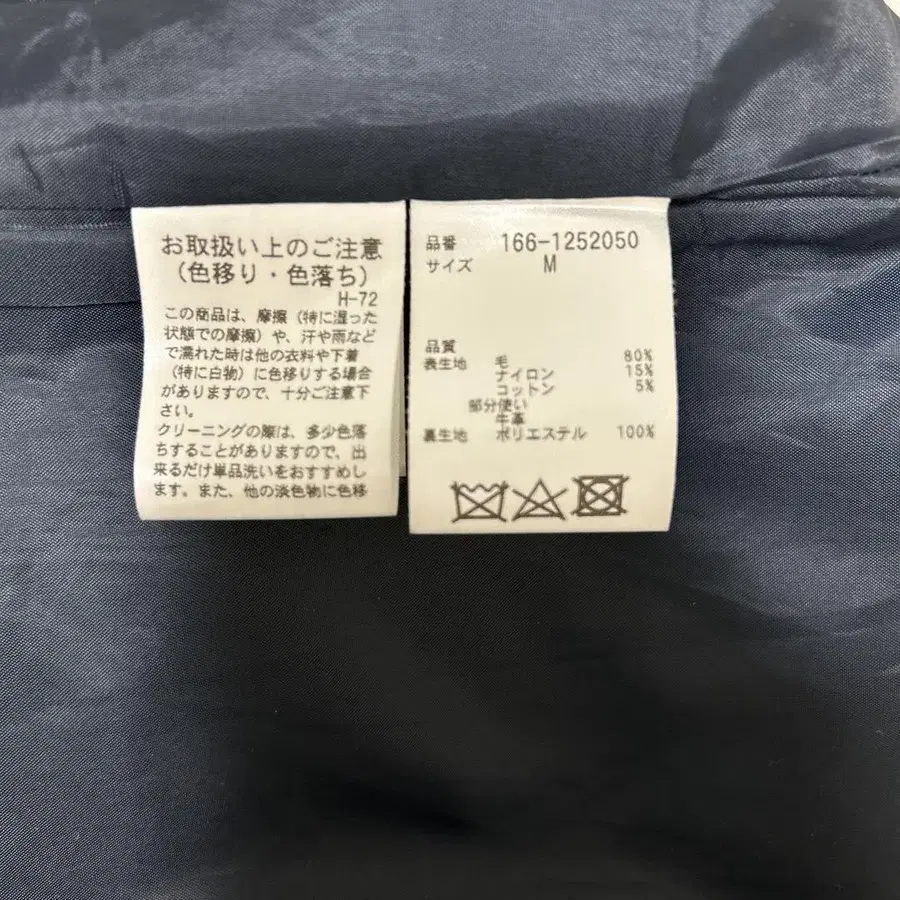 お取扱い上のご注意
(色移り・色落ち)
H-72
この商品は、摩擦（特に湿った
状態での摩擦）や、汗や雨など
で濡れた時は他の衣料や下着
（特に白物）に色移りする場合
がありますので、十分ご注意下
さい。
クリーニングの際は、多少色落
ちすることがありますので、出
来るだけ単品洗いをおすすめし
ます。また、他の淡色物に色移
品番 166-1252050
サイズ M
品質
表生地 毛 80%
ナイロン 15%
コットン 5%
部分使い
牛革
裏生地 ポリエステル 100%